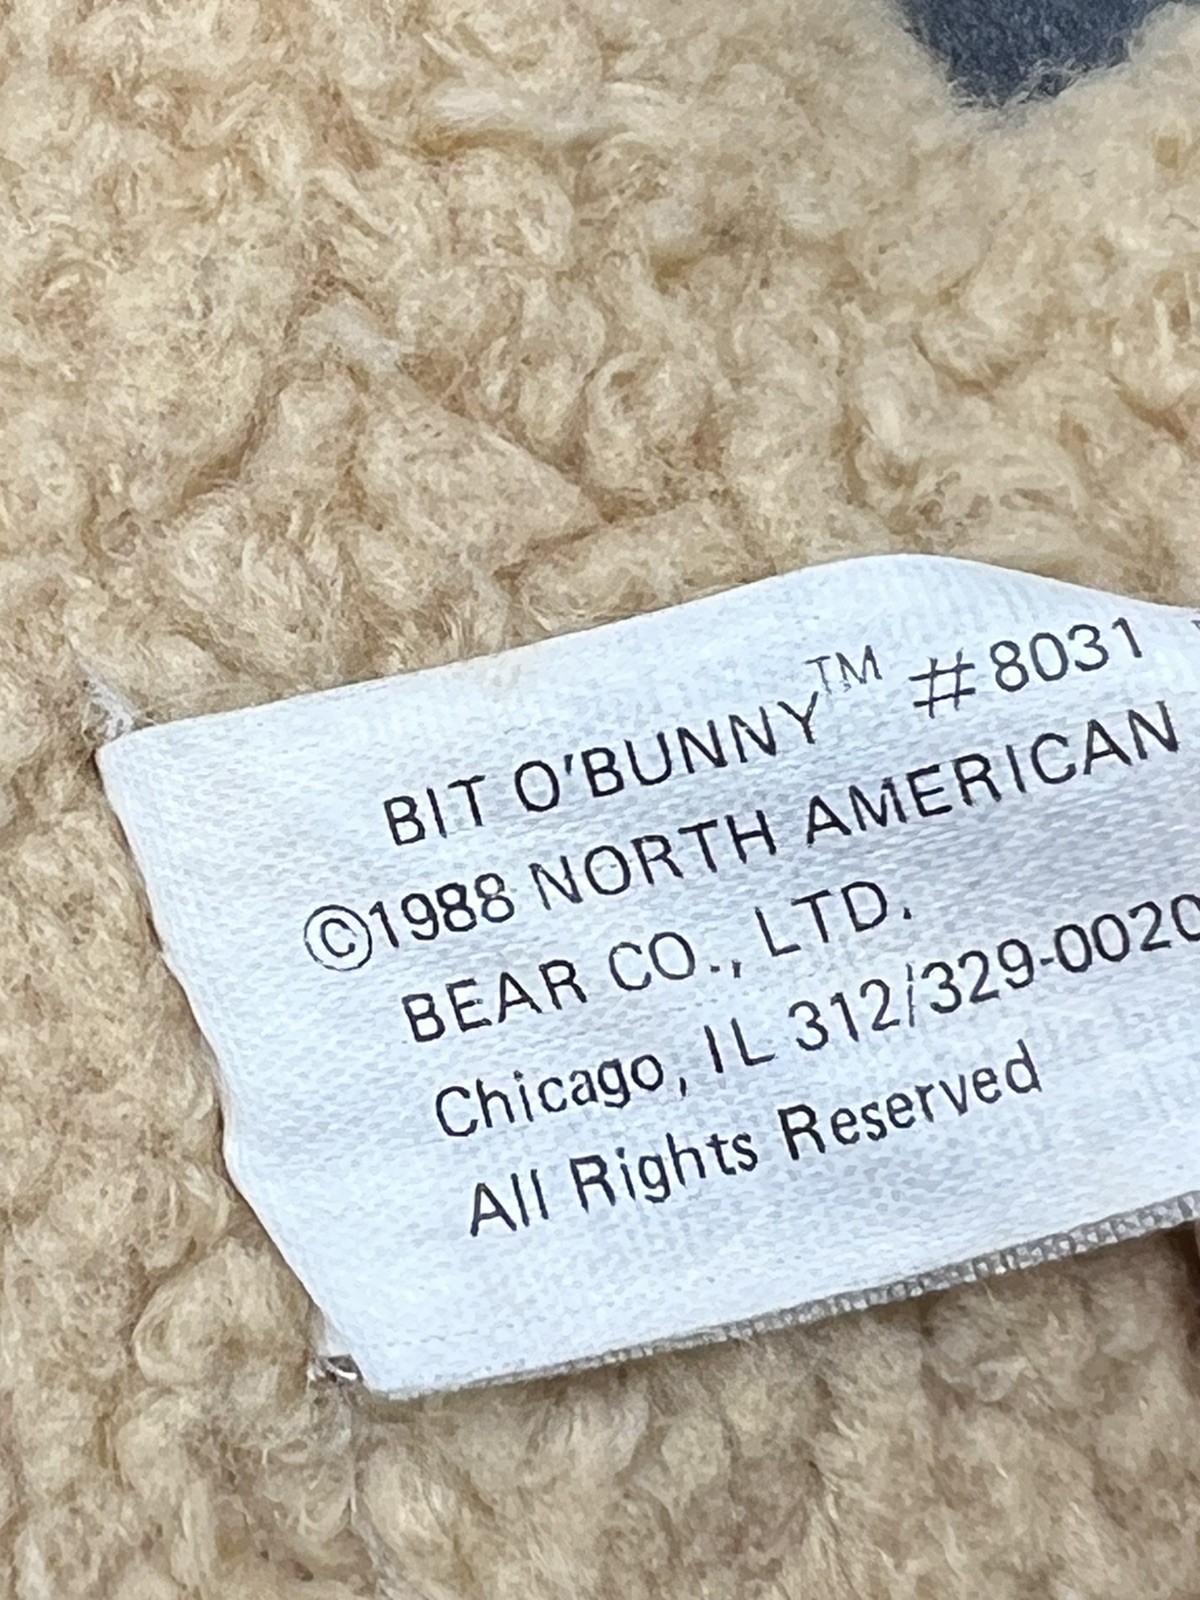 BIT O'BUNNY™ #8031
©1988 NORTH AMERICAN
BEAR CO., LTD.
Chicago, IL 312/329-0020
All Rights Reserved